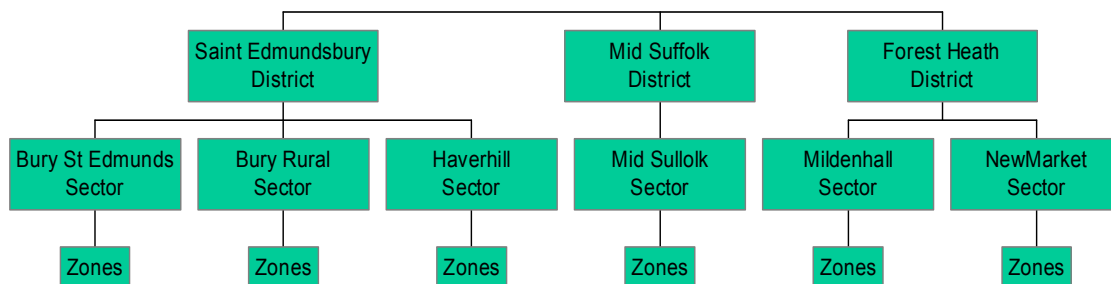 Saint Edmundsbury
District
Mid Suffolk
District
Forest Heath
District
Bury St Edmunds
Sector
Bury Rural
Sector
Haverhill
Sector
Mid Sullolk
Sector
Mildenhall
Sector
NewMarket
Sector
Zones
Zones
Zones
Zones
Zones
Zones